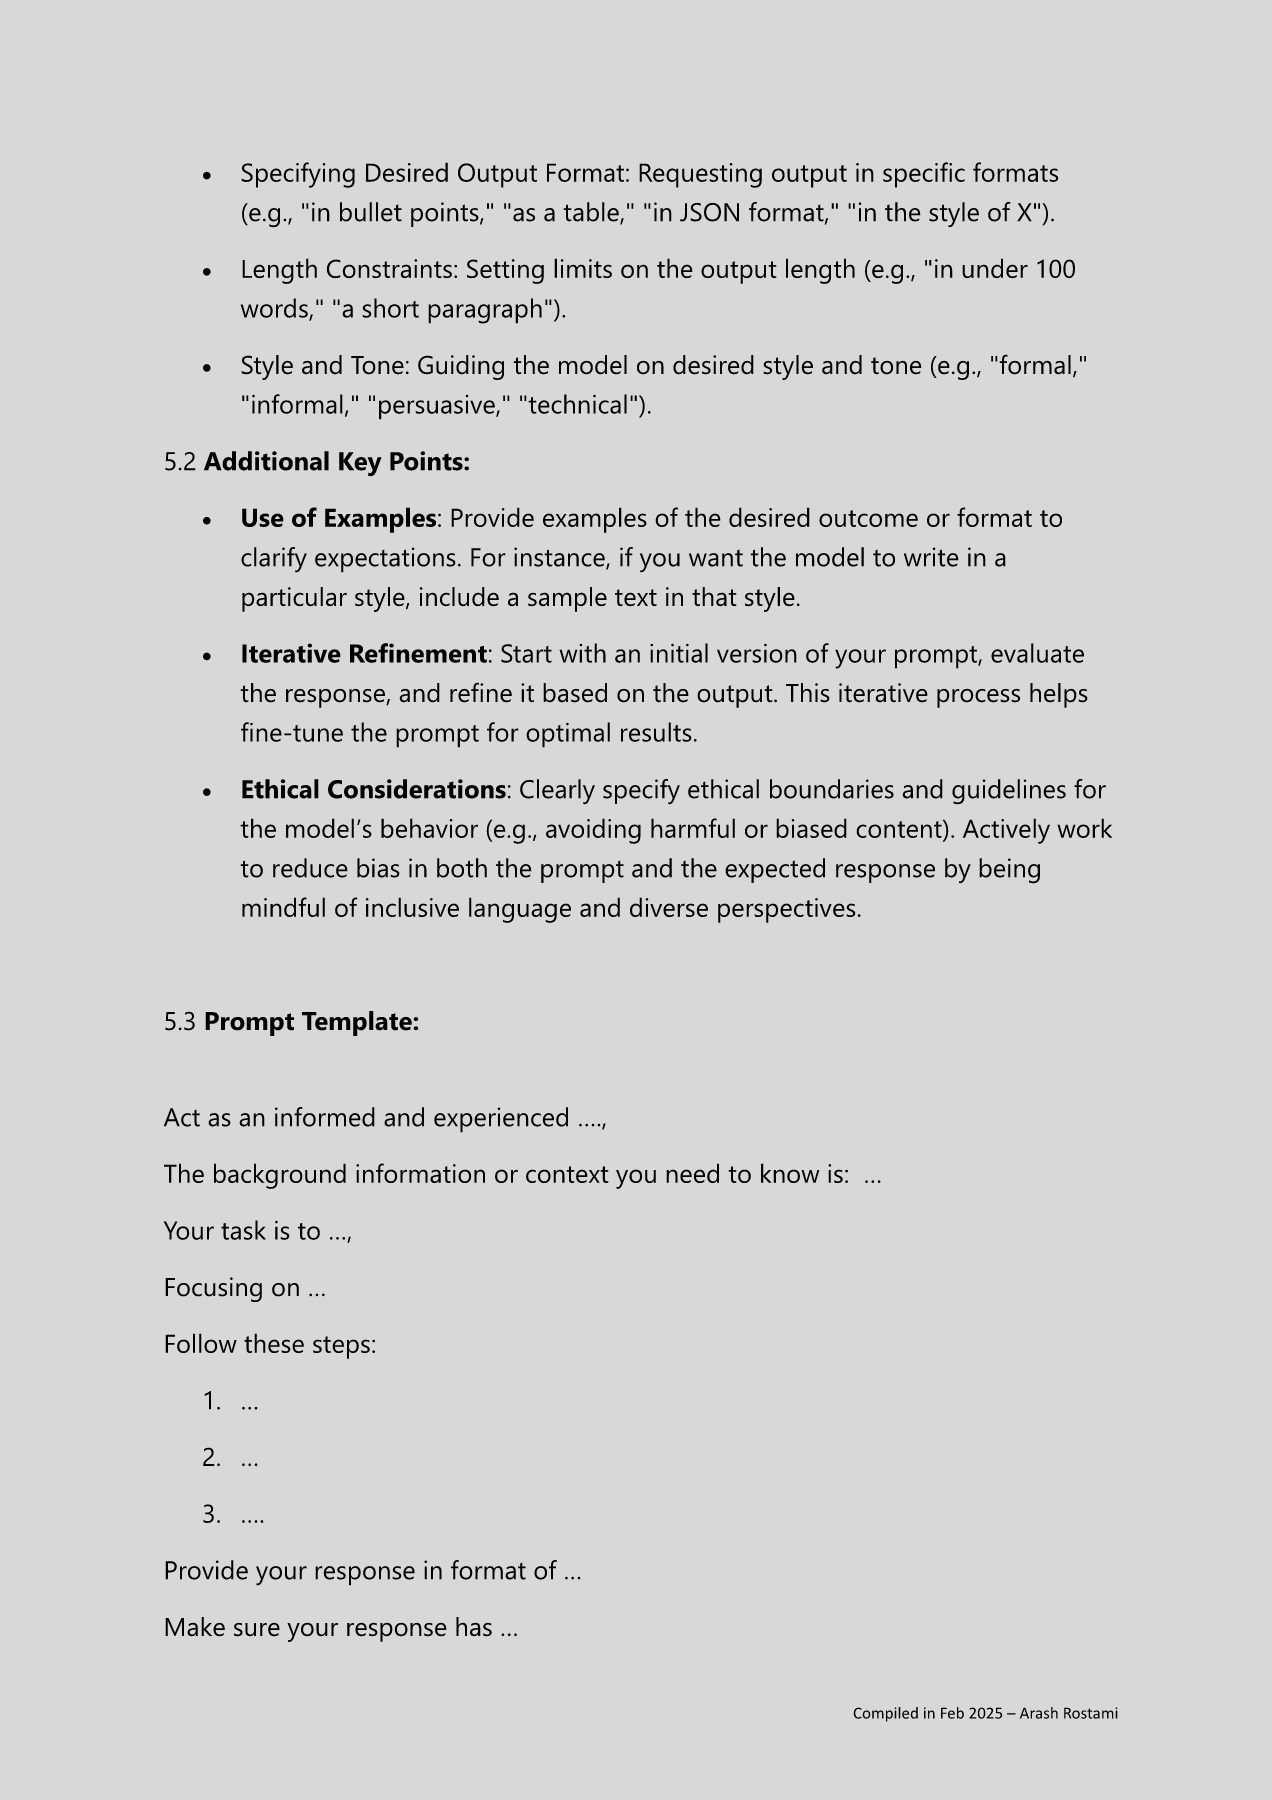 • Specifying Desired Output Format: Requesting output in specific formats
(e.g., "in bullet points," "as a table," "in JSON format," "in the style of X").
• Length Constraints: Setting limits on the output length (e.g., "in under 100
words," "a short paragraph").
• Style and Tone: Guiding the model on desired style and tone (e.g., "formal,"
"informal," "persuasive," "technical").
5.2 Additional Key Points:
• Use of Examples: Provide examples of the desired outcome or format to
clarify expectations. For instance, if you want the model to write in a
particular style, include a sample text in that style.
• Iterative Refinement: Start with an initial version of your prompt, evaluate
the response, and refine it based on the output. This iterative process helps
fine-tune the prompt for optimal results.
• Ethical Considerations: Clearly specify ethical boundaries and guidelines for
the model’s behavior (e.g., avoiding harmful or biased content). Actively work
to reduce bias in both the prompt and the expected response by being
mindful of inclusive language and diverse perspectives.
5.3 Prompt Template:
Act as an informed and experienced ….,
The background information or context you need to know is:  …
Your task is to …,
Focusing on …
Follow these steps:
1. …
2. …
3. ….
Provide your response in format of …
Make sure your response has …
Compiled in Feb 2025 – Arash Rostami